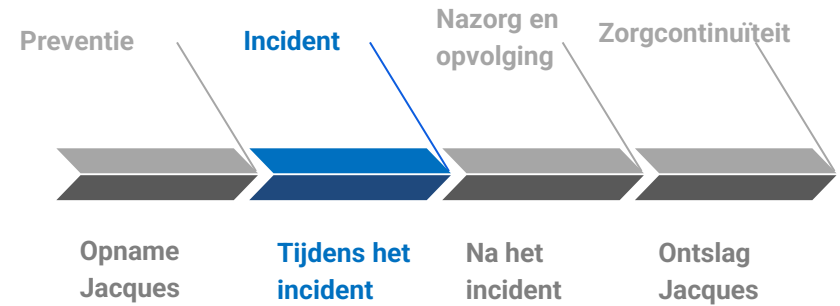 Preventie
Incident
Nazorg en
opvolging
Zorgcontinuïteit
Opname
Jacques
Tijdens het
incident
Na het
incident
Ontslag
Jacques